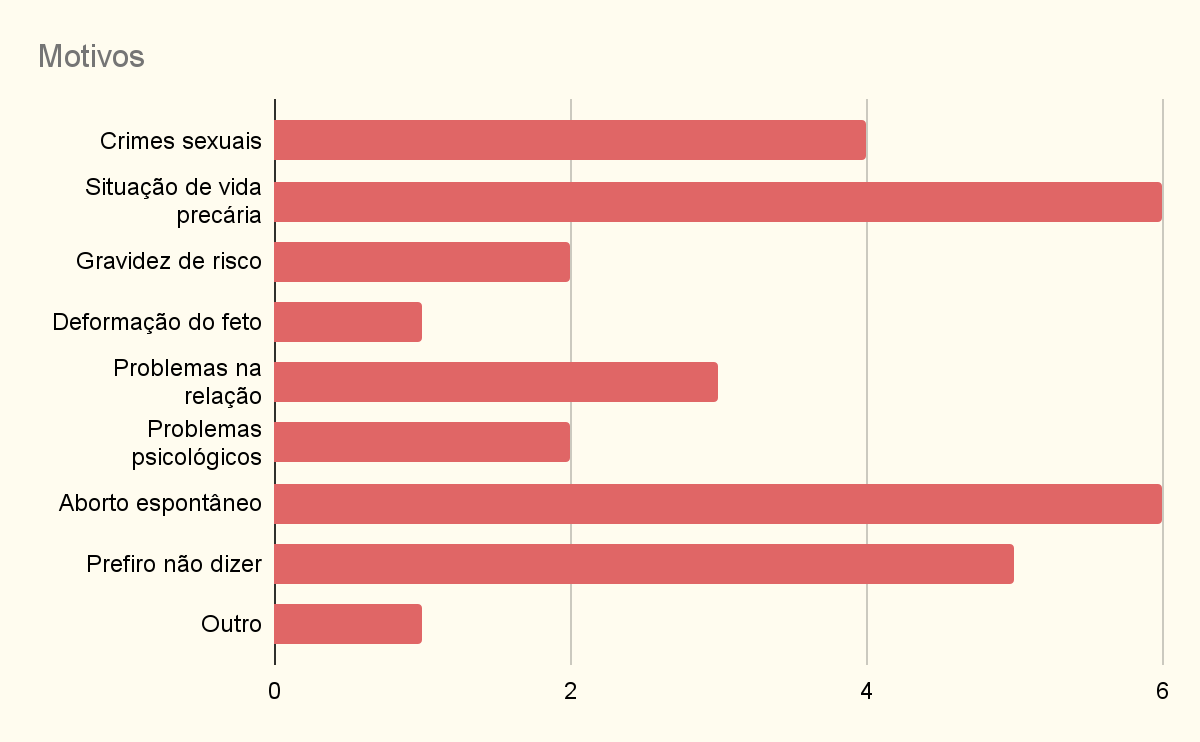 Motivos
Crimes sexuais
Situação de vida
precária
Gravidez de risco
Deformação do feto
Problemas na
relação
Problemas
psicológicos
Aborto espontâneo
Prefiro não dizer
Outro
0 2 4 6